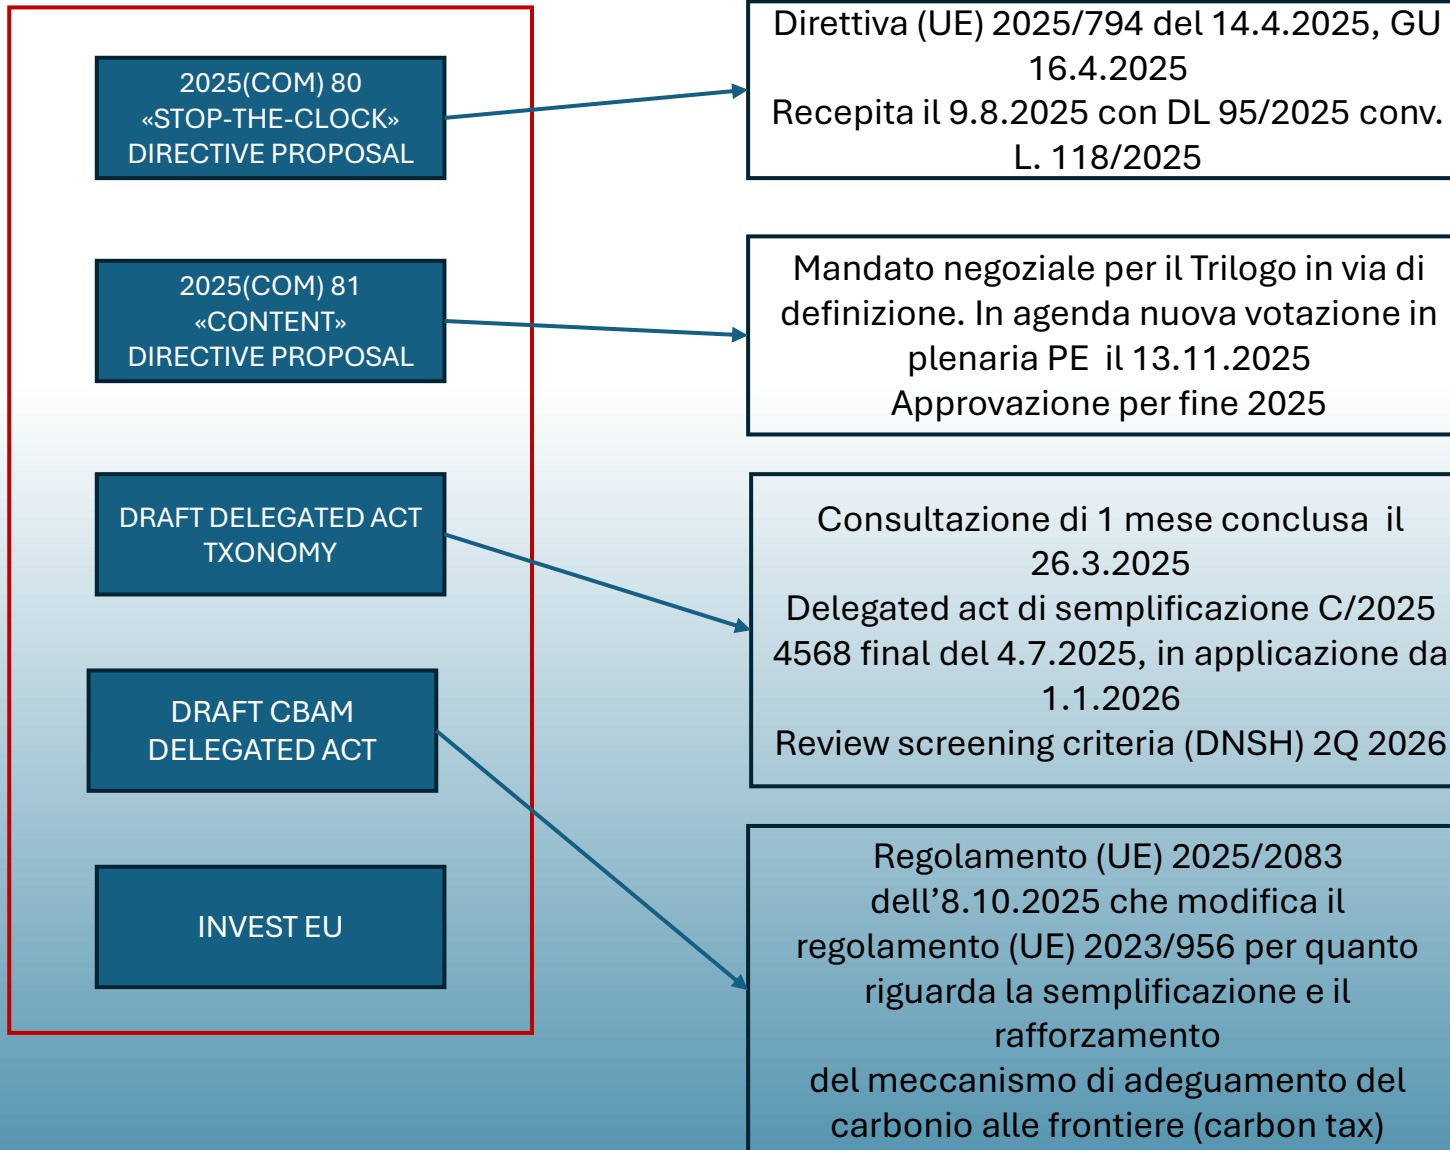 2025(COM) 80
«STOP-THE-CLOCK»
DIRECTIVE PROPOSAL
Direttiva (UE) 2025/794 del 14.4.2025, GU
16.4.2025
Recepita il 9.8.2025 con DL 95/2025 conv.
L. 118/2025
2025(COM) 81
«CONTENT»
DIRECTIVE PROPOSAL
Mandato negoziale per il Trilogo in via di
definizione. In agenda nuova votazione in
plenaria PE il 13.11.2025
Approvazione per fine 2025
DRAFT DELEGATED ACT
TXONOMY
Consultazione di 1 mese conclusa il
26.3.2025
Delegated act di semplificazione C/2025
4568 final del 4.7.2025, in applicazione da
1.1.2026
Review screening criteria (DNSH) 2Q 2026
DRAFT CBAM
DELEGATED ACT
Regolamento (UE) 2025/2083
dell’8.10.2025 che modifica il
regolamento (UE) 2023/956 per quanto
riguarda la semplificazione e il
rafforzamento
del meccanismo di adeguamento del
carbonio alle frontiere (carbon tax)
INVEST EU